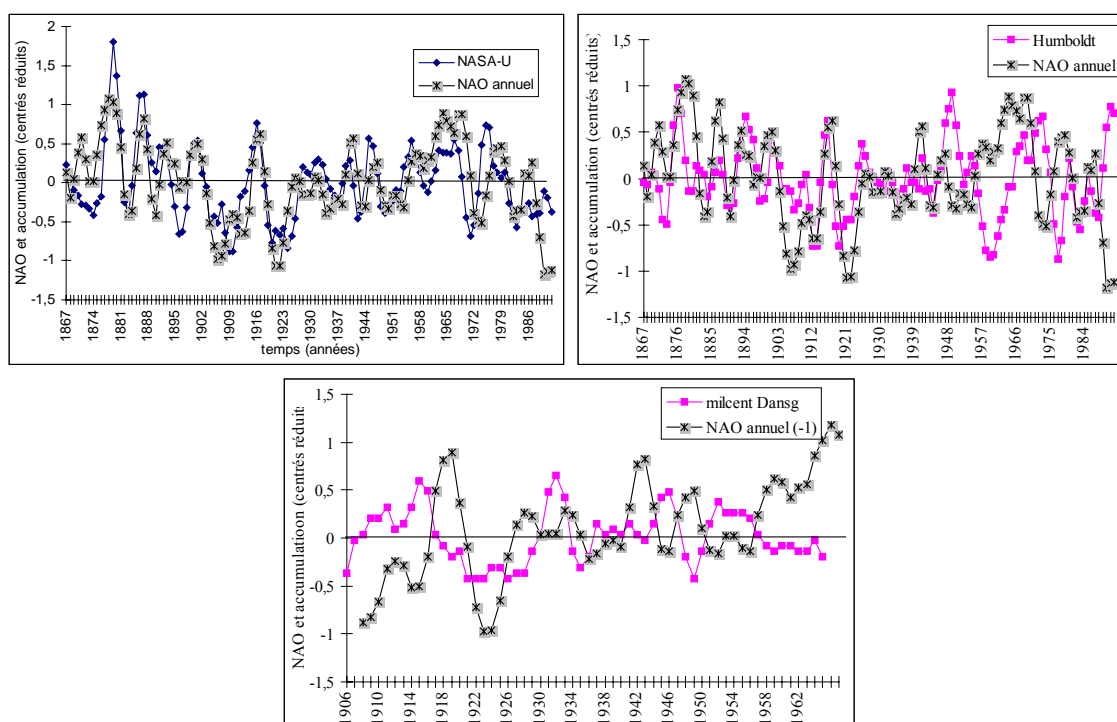 NAO et accumulation (centrés réduits)
2
1,5
1
0,5
0
-0,5
-1
-1,5
NASA-U
NAO annuel
1867 1874 1881 1888 1895 1902 1909 1916 1923 1930 1937 1944 1951 1958 1965 1972 1979 1986
temps (années)
NAO et accumulation (centrés réduits)
1,5
1
0,5
0
-0,5
-1
-1,5
Humboldt
NAO annuel
1867 1876 1885 1894 1903 1912 1921 1930 1939 1948 1957 1966 1975 1984
NAO et accumulation (centrés réduits
1,5
1
0,5
0
-0,5
-1
-1,5
milcent Dansg
NAO annuel (-1)
1906 1910 1914 1918 1922 1926 1930 1934 1938 1942 1946 1950 1954 1958 1962